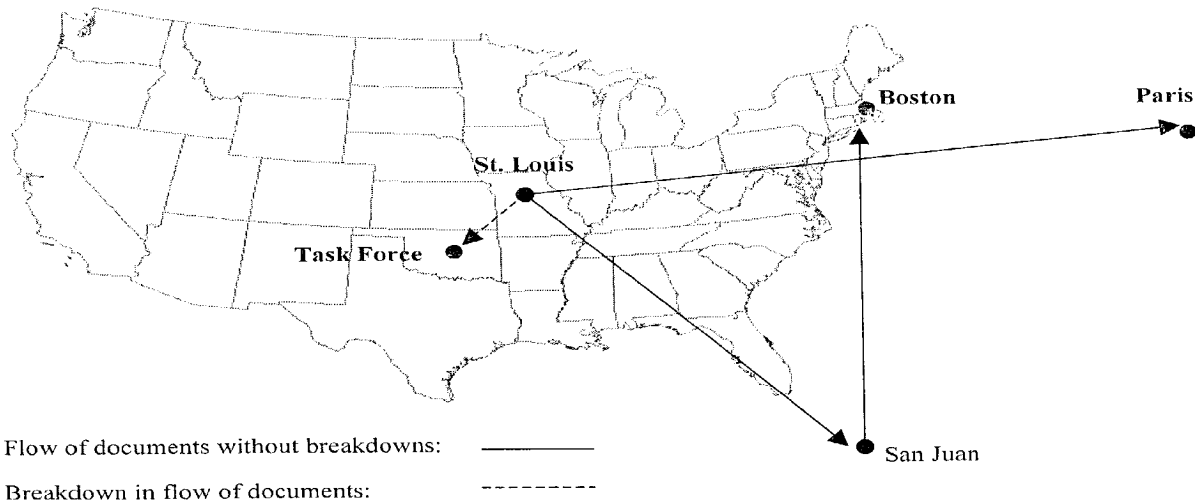 Boston
Paris
St. Louis
Task Force
San Juan
Flow of documents without breakdowns:
Breakdown in flow of documents: